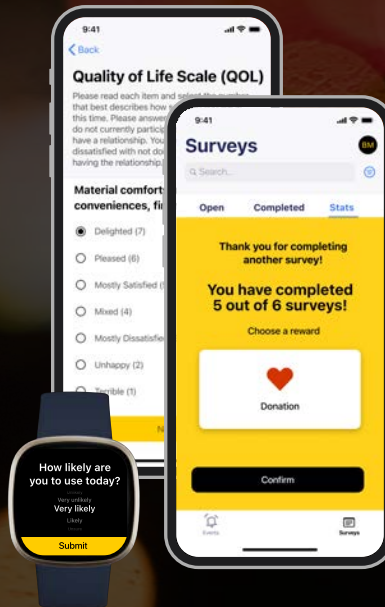 9:41
Back
Quality of Life Scale (QOL)
Please read each item and select the number
that best describes how
this time. Please answer
do not currently particip
have a relationship. You
dissatisfied with not do
having the relationship.
Material comfort
conveniences, fi
Delighted (7)
Pleased (6)
Mostly Satisfied (
Mixed (4)
Mostly Dissatisfie
Unhappy (2)
Terrible (1)
N
9:41
Surveys
BM
Search...
Open Completed Stats
Thank you for completing
another survey!
You have completed
5 out of 6 surveys!
Choose a reward
Donation
Confirm
Events Surveys
How likely are
you to use today?
Very unlikely
Very likely
Likely
Submit